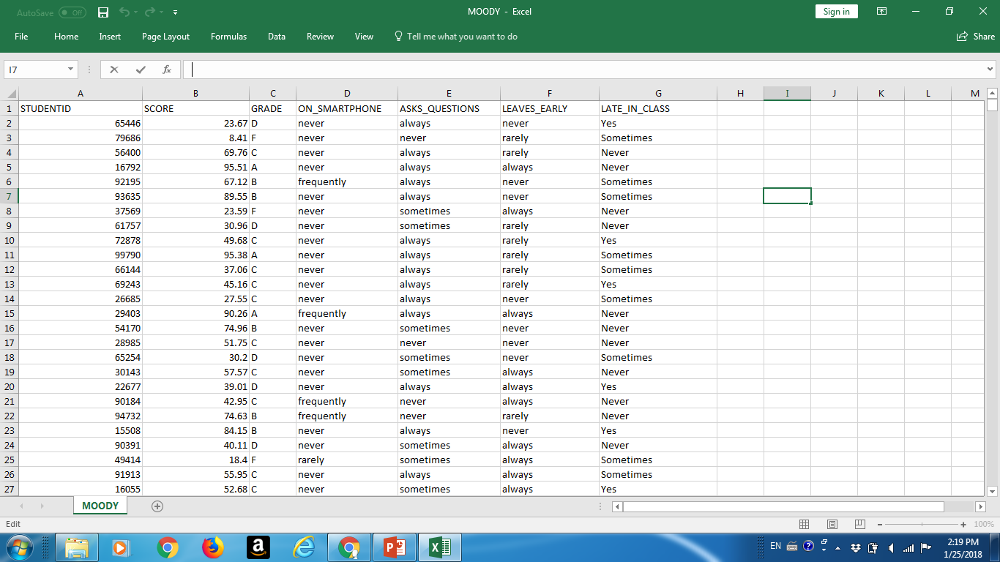 AutoSave Off MOODY - Excel Sign in
File Home Insert Page Layout Formulas Data Review View Tell me what you want to do Share
I7 fx
A B C D E F G H I J K L M
1 STUDENTID SCORE GRADE ON_SMARTPHONE ASKS_QUESTIONS LEAVES_EARLY LATE_IN_CLASS
2 65446 23.67 D never always never Yes
3 79686 8.41 F never never rarely Sometimes
4 56400 69.76 C never always rarely Never
5 16792 95.51 A never always always Never
6 92195 67.12 B frequently always never Sometimes
7 93635 89.55 B never always never Sometimes
8 37569 23.59 F never sometimes always Never
9 61757 30.96 D never sometimes rarely Never
10 72878 49.68 C never always rarely Yes
11 99790 95.38 A never always rarely Sometimes
12 66144 37.06 C never always rarely Sometimes
13 69243 45.16 C never always rarely Yes
14 26685 27.55 C never always never Sometimes
15 29403 90.26 A frequently always always Never
16 54170 74.96 B never sometimes never Never
17 28985 51.75 C never never never Never
18 65254 30.2 D never sometimes never Sometimes
19 30143 57.57 C never sometimes always Never
20 22677 39.01 D never always always Yes
21 90184 42.95 C frequently never always Never
22 94732 74.63 B frequently never rarely Never
23 15508 84.15 B never always never Yes
24 90391 40.11 D never sometimes always Never
25 49414 18.4 F rarely sometimes always Sometimes
26 91913 55.95 C never always always Sometimes
27 16055 52.68 C never sometimes always Yes
MOODY
Edit 100%
EN 2:19 PM
1/25/2018